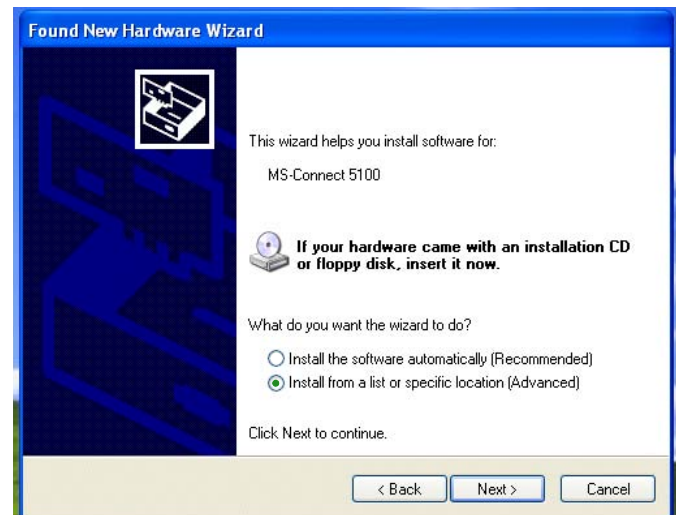 Found New Hardware Wizard
This wizard helps you install software for:
MS-Connect 5100
If your hardware came with an installation CD
or floppy disk, insert it now.
What do you want the wizard to do?
Install the software automatically (Recommended)
Install from a list or specific location (Advanced)
Click Next to continue.
< Back
Next >
Cancel